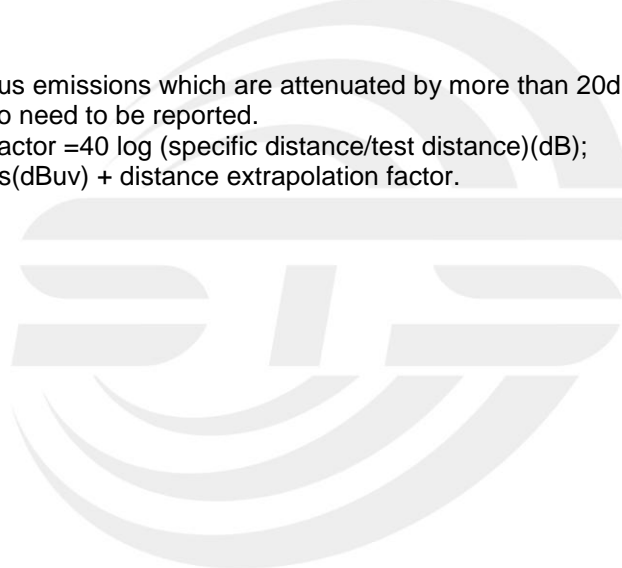 us emissions which are attenuated by more than 20d
o need to be reported.
actor =40 log (specific distance/test distance)(dB);
s(dBuv) + distance extrapolation factor.
STS